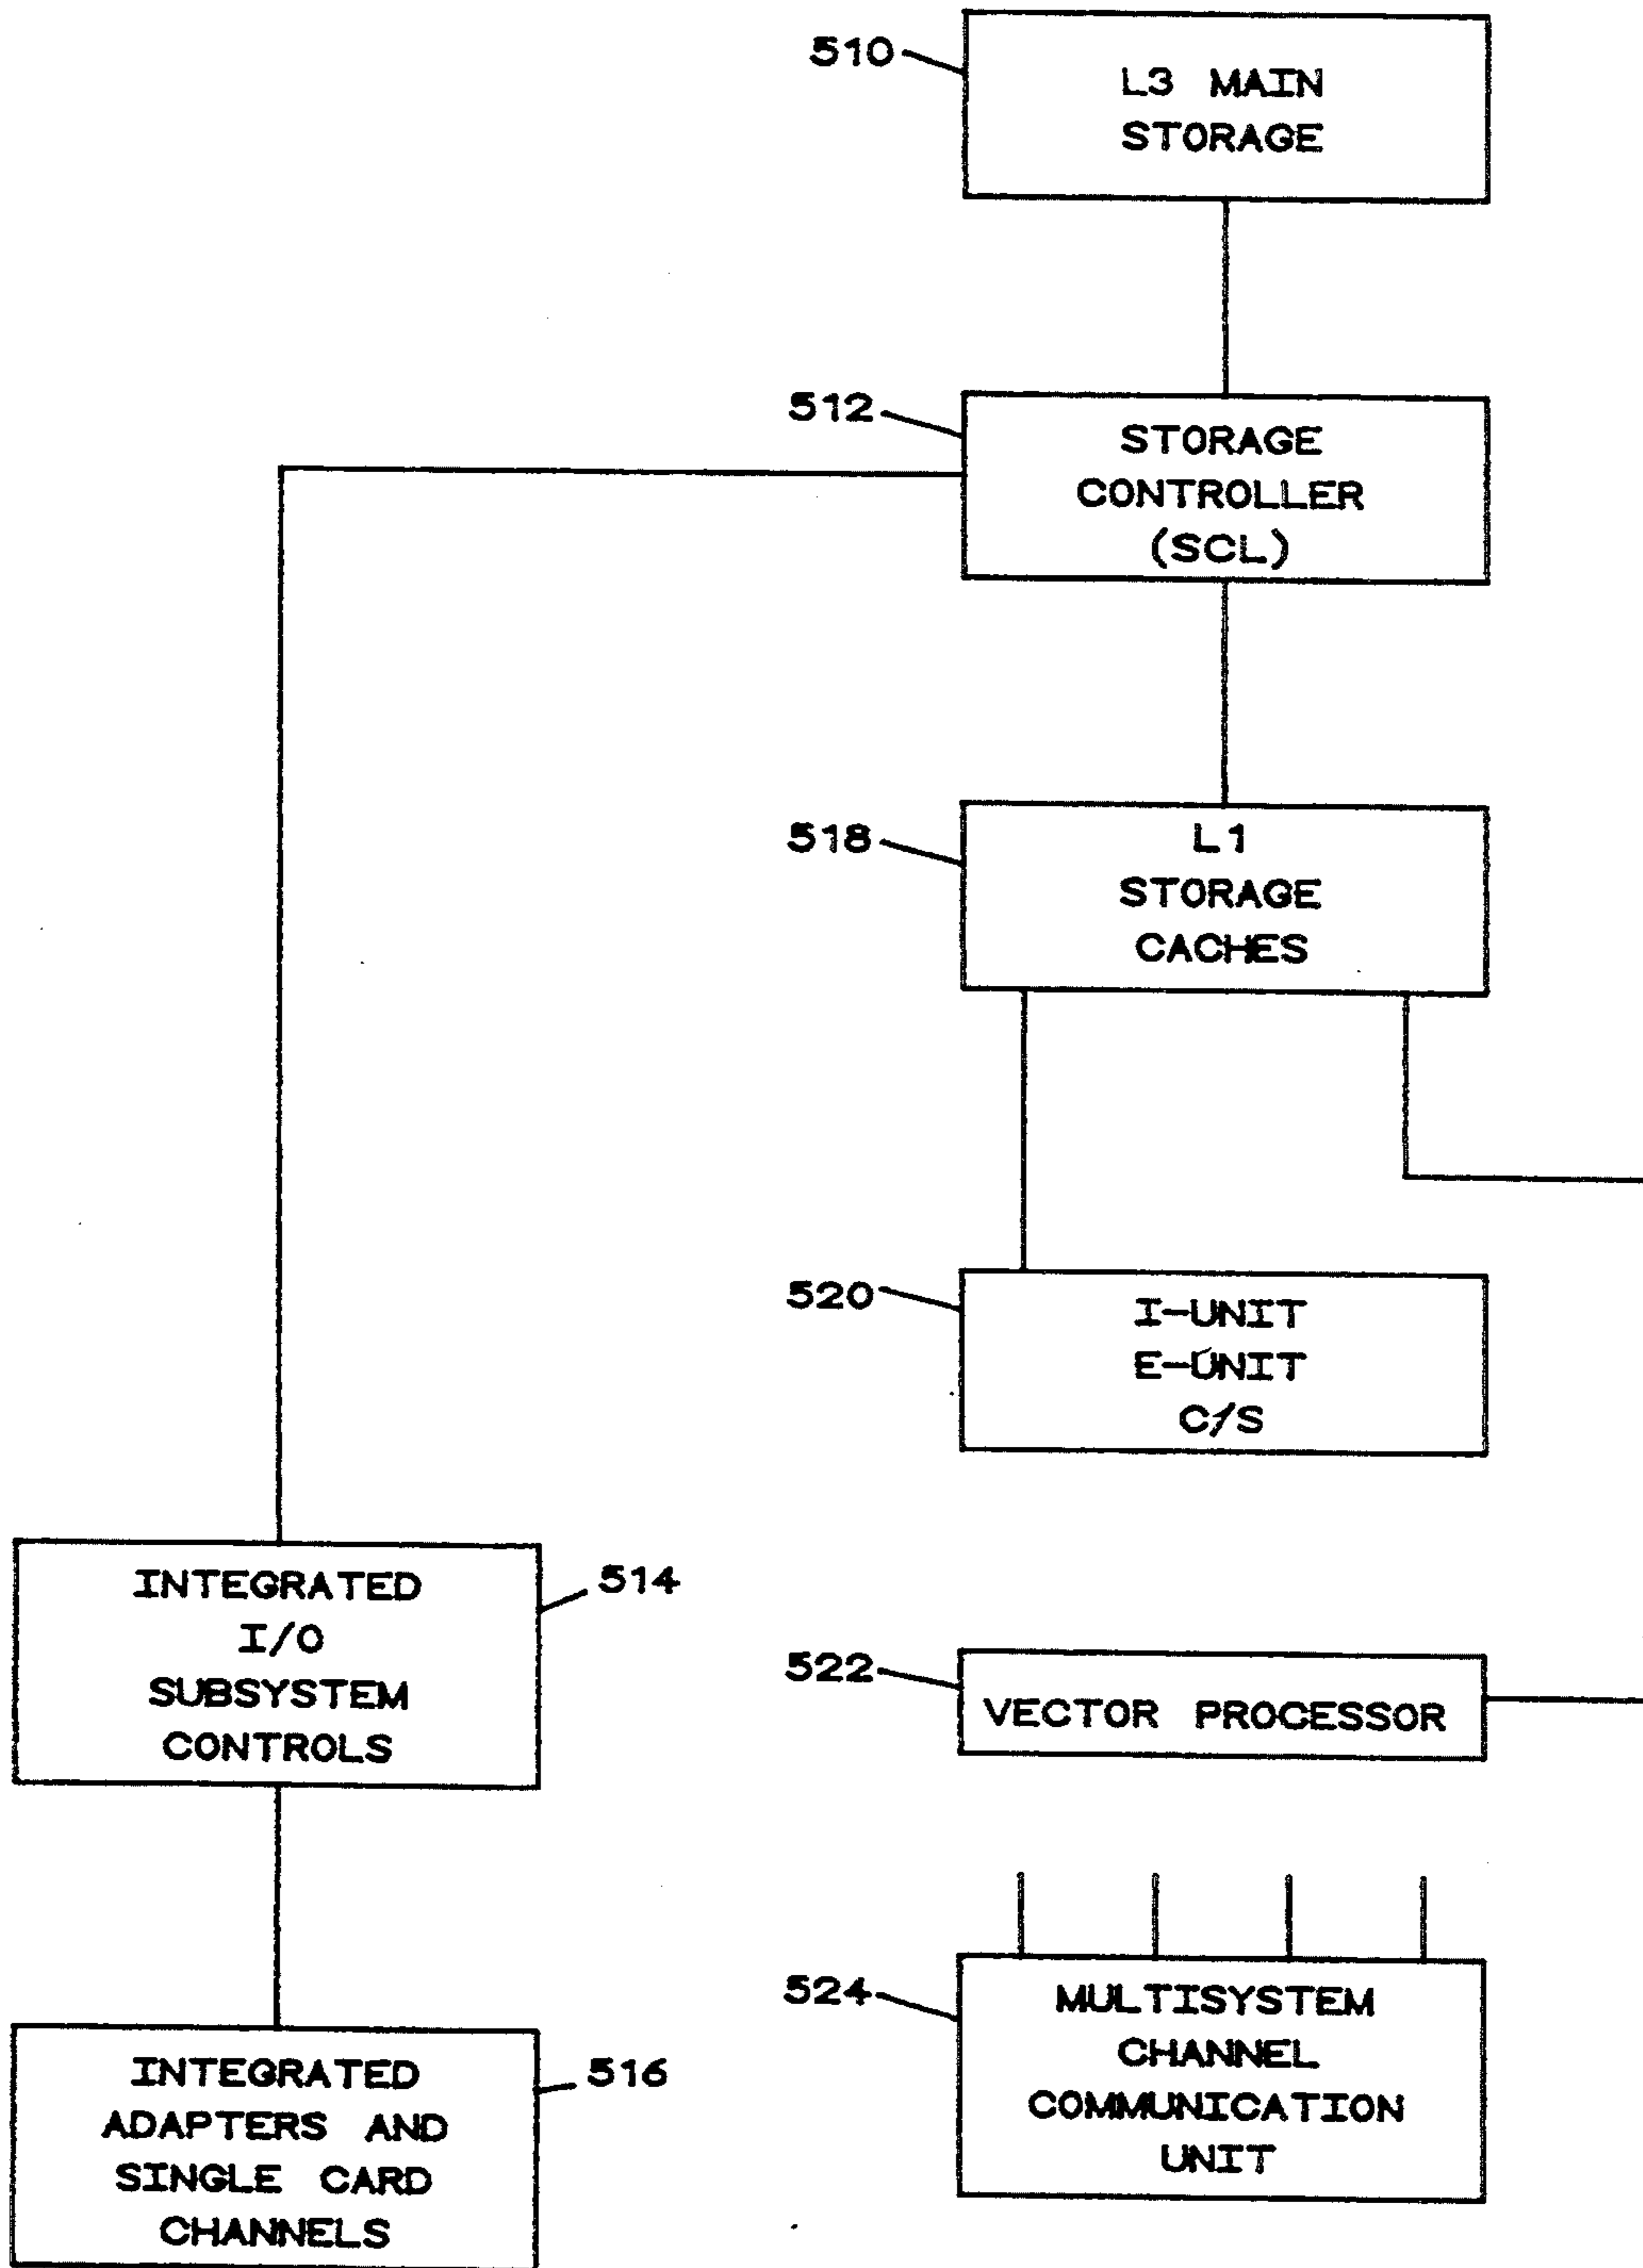 510
L3 MAIN
STORAGE
512
STORAGE
CONTROLLER
(SCL)
518
L1
STORAGE
CACHES
520
I-UNIT
E-UNIT
C/S
INTEGRATED
I/O
SUBSYSTEM
CONTROLS
514
522
VECTOR PROCESSOR
INTEGRATED
ADAPTERS AND
SINGLE CARD
CHANNELS
516
524
MULTISYSTEM
CHANNEL
COMMUNICATION
UNIT